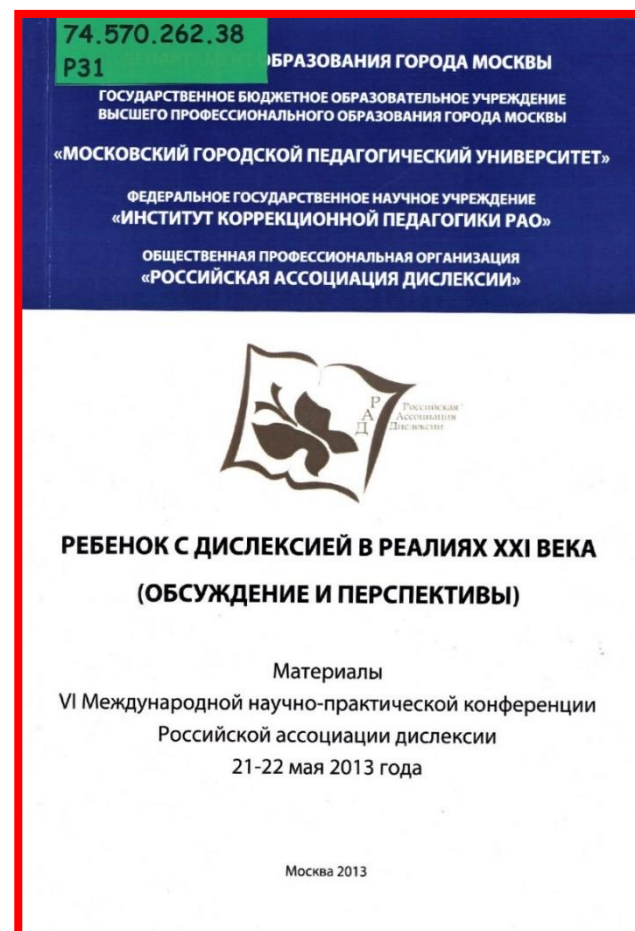 74.570.262.38
Р31
ДЕПАРТАМЕНТ ОБРАЗОВАНИЯ ГОРОДА МОСКВЫ
ГОСУДАРСТВЕННОЕ БЮДЖЕТНОЕ ОБРАЗОВАТЕЛЬНОЕ УЧРЕЖДЕНИЕ
ВЫСШЕГО ПРОФЕССИОНАЛЬНОГО ОБРАЗОВАНИЯ ГОРОДА МОСКВЫ
«МОСКОВСКИЙ ГОРОДСКОЙ ПЕДАГОГИЧЕСКИЙ УНИВЕРСИТЕТ»
ФЕДЕРАЛЬНОЕ ГОСУДАРСТВЕННОЕ НАУЧНОЕ УЧРЕЖДЕНИЕ
«ИНСТИТУТ КОРРЕКЦИОННОЙ ПЕДАГОГИКИ РАО»
ОБЩЕСТВЕННАЯ ПРОФЕССИОНАЛЬНАЯ ОРГАНИЗАЦИЯ
«РОССИЙСКАЯ АССОЦИАЦИЯ ДИСЛЕКСИИ»
Р Российская
А Ассоциация
Д Дислексии
РЕБЕНОК С ДИСЛЕКСИЕЙ В РЕАЛИЯХ XXI ВЕКА
(ОБСУЖДЕНИЕ И ПЕРСПЕКТИВЫ)
Материалы
VI Международной научно-практической конференции
Российской ассоциации дислексии
21-22 мая 2013 года
Москва 2013